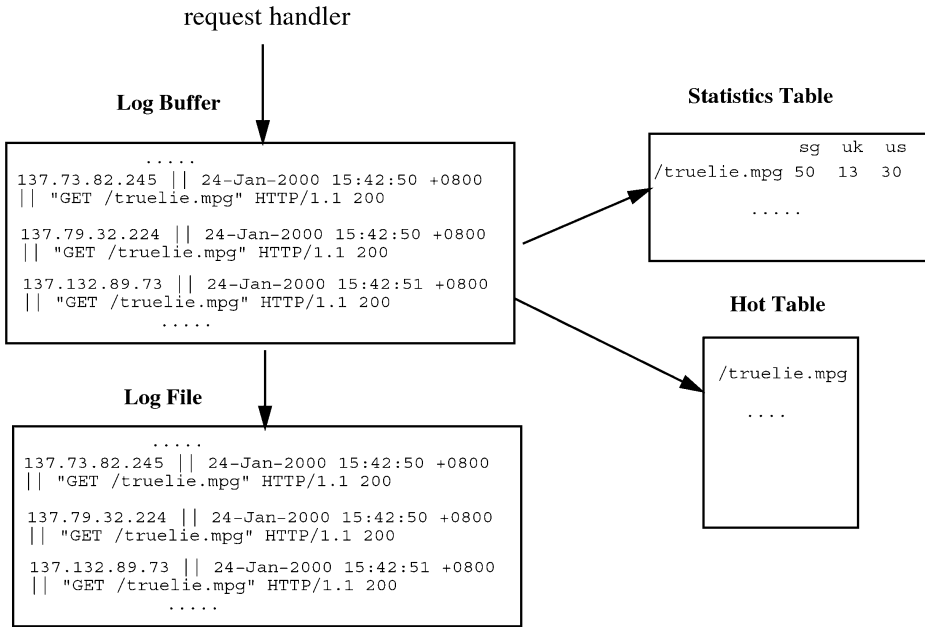 request handler
Log Buffer
.....
137.73.82.245 || 24-Jan-2000 15:42:50 +0800
|| "GET /truelie.mpg" HTTP/1.1 200
137.79.32.224 || 24-Jan-2000 15:42:50 +0800
|| "GET /truelie.mpg" HTTP/1.1 200
137.132.89.73 || 24-Jan-2000 15:42:51 +0800
|| "GET /truelie.mpg" HTTP/1.1 200
.....
Statistics Table
sg uk us
/truelie.mpg 50 13 30
.....
Hot Table
/truelie.mpg
....
Log File
.....
137.73.82.245 || 24-Jan-2000 15:42:50 +0800
|| "GET /truelie.mpg" HTTP/1.1 200
137.79.32.224 || 24-Jan-2000 15:42:50 +0800
|| "GET /truelie.mpg" HTTP/1.1 200
137.132.89.73 || 24-Jan-2000 15:42:51 +0800
|| "GET /truelie.mpg" HTTP/1.1 200
.....